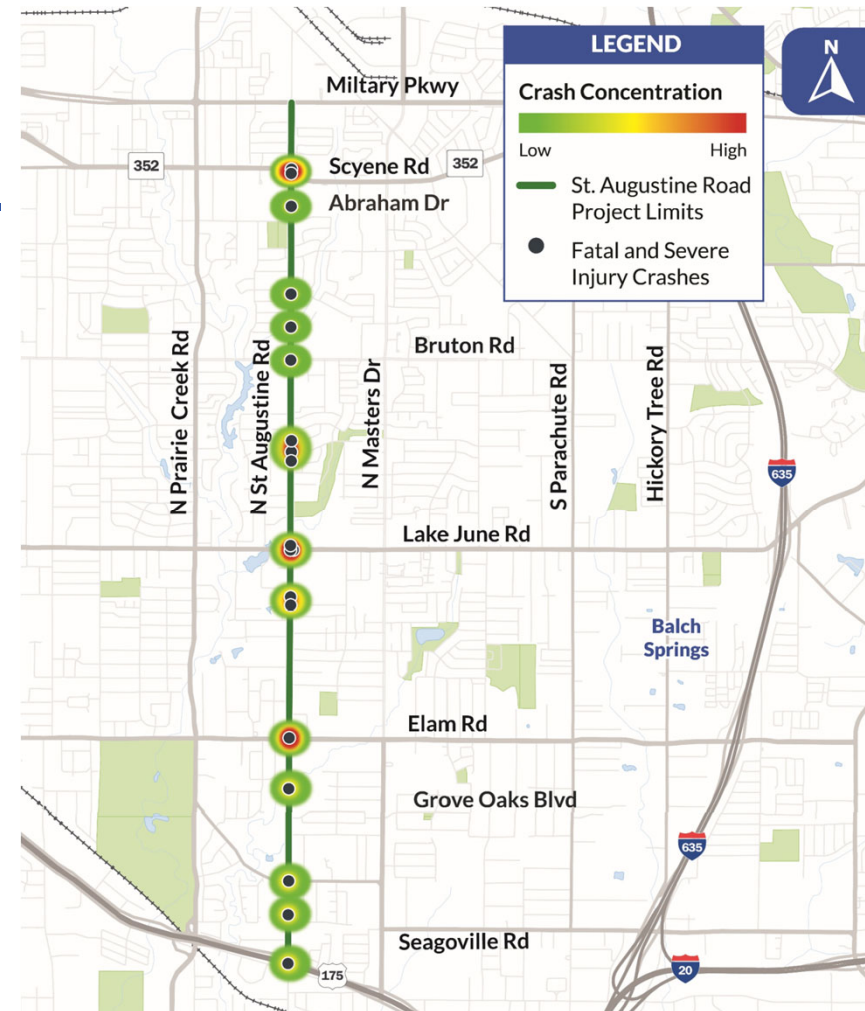 LEGEND
Crash Concentration
Low High
St. Augustine Road
Project Limits
Fatal and Severe
Injury Crashes
N
Miltary Pkwy
352
Scyene Rd
352
Abraham Dr
Bruton Rd
N Prairie Creek Rd
N St Augustine Rd
N Masters Dr
S Parachute Rd
Hickory Tree Rd
635
Lake June Rd
Balch
Springs
Elam Rd
Grove Oaks Blvd
635
Seagoville Rd
175
20